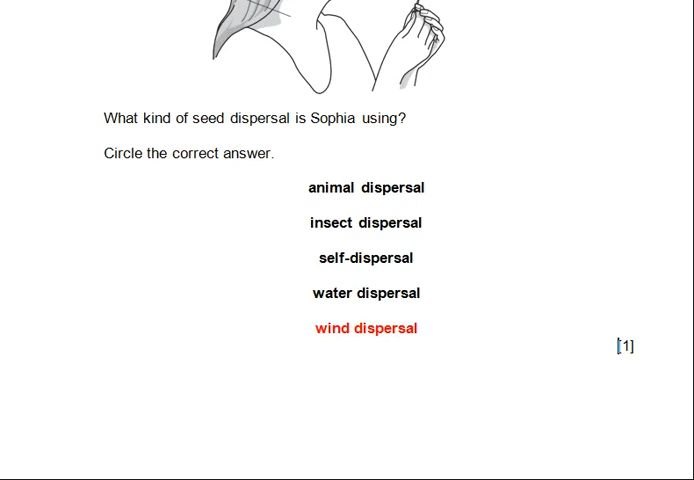 What kind of seed dispersal is Sophia using?
Circle the correct answer.
animal dispersal
insect dispersal
self-dispersal
water dispersal
wind dispersal
[1]